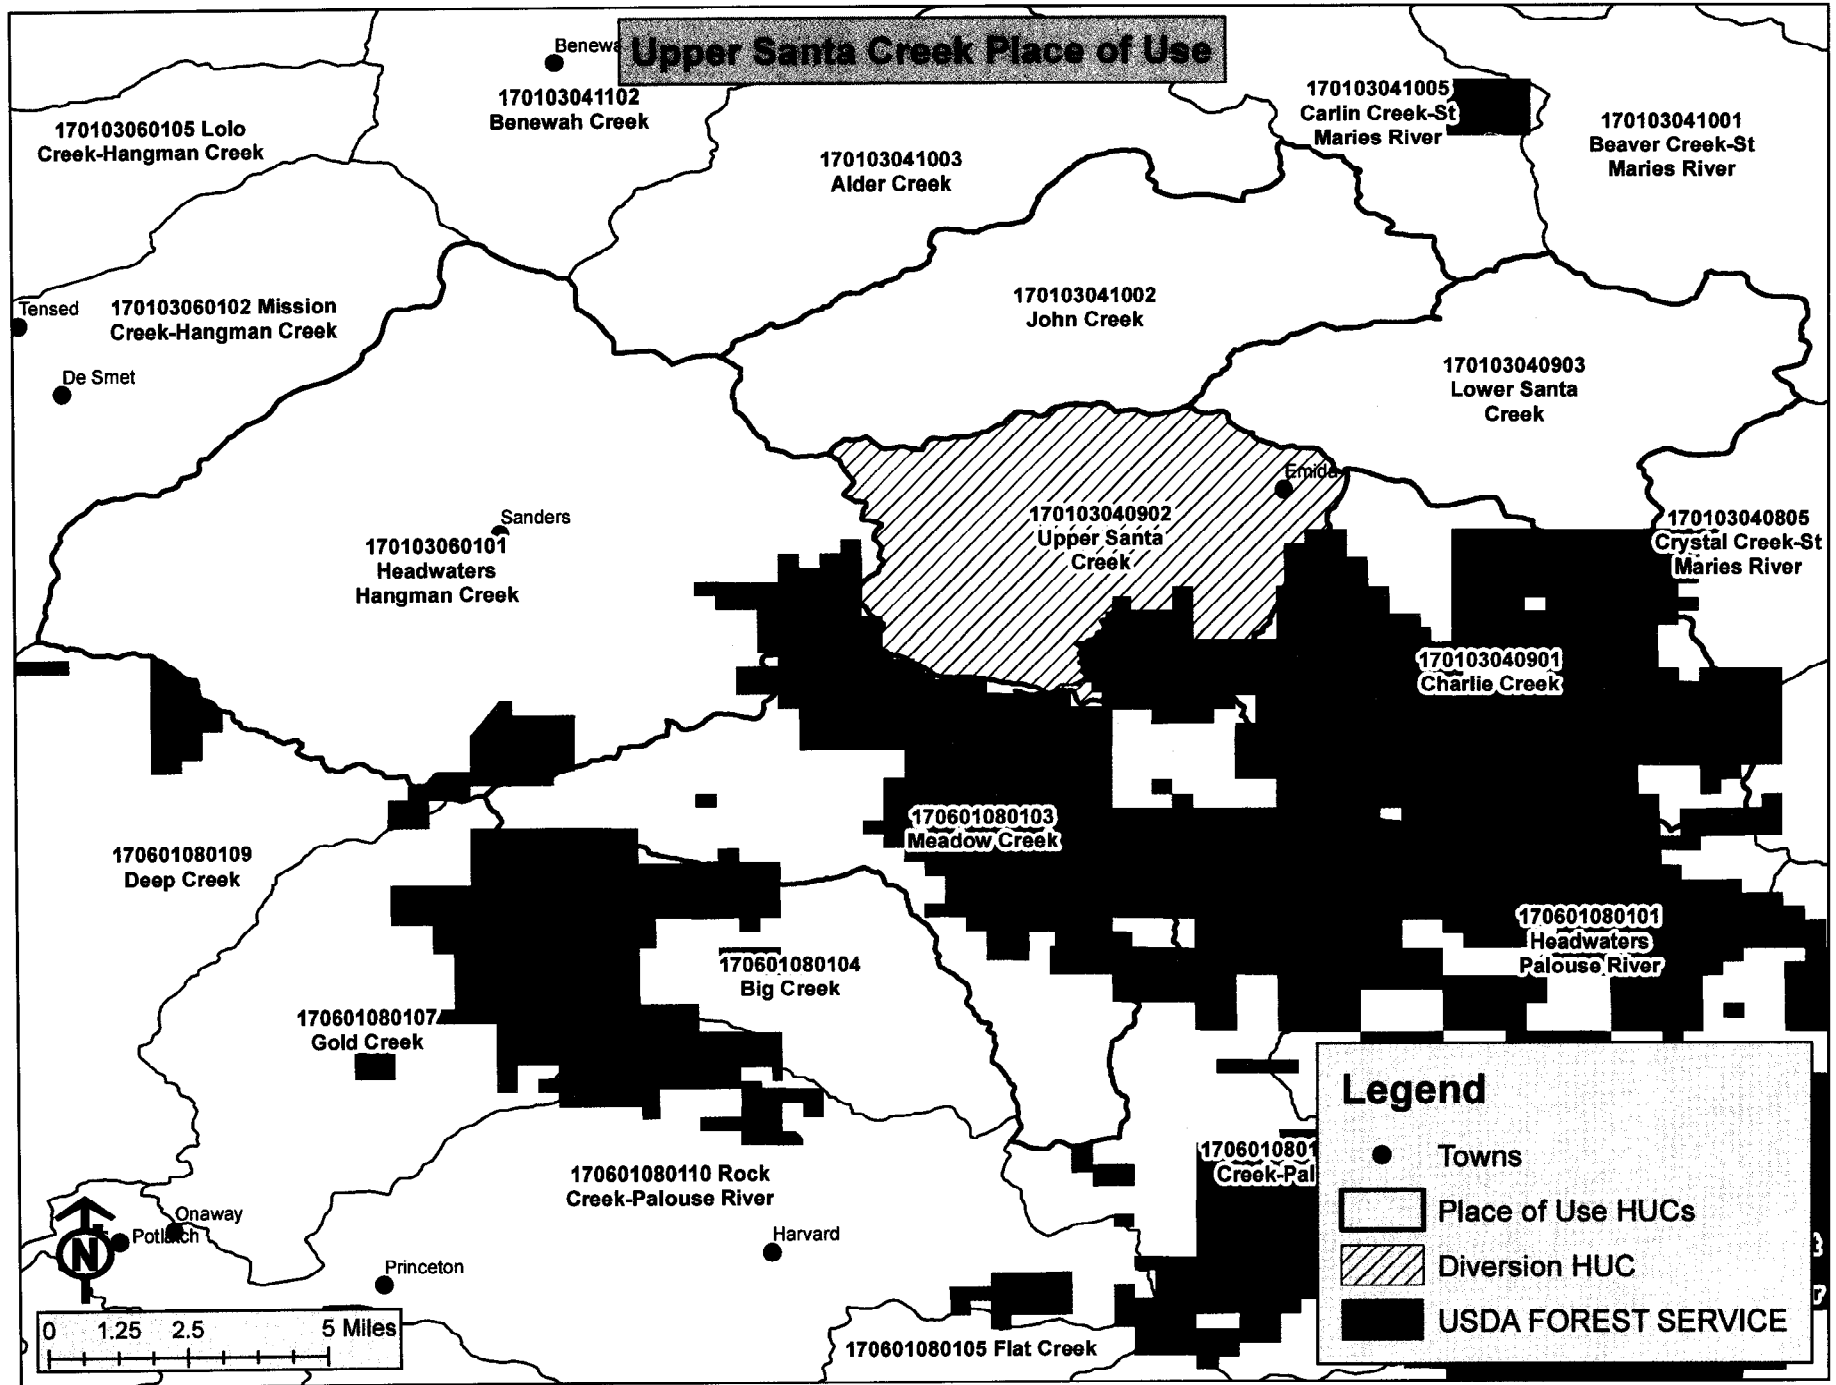 Upper Santa Creek Place of Use
170103041102
Benewah Creek
170103060105 Lolo
Creek-Hangman Creek
170103041003
Alder Creek
170103041005
Carlin Creek-St
Maries River
170103041001
Beaver Creek-St
Maries River
Tensed
170103060102 Mission
Creek-Hangman Creek
De Smet
170103041002
John Creek
170103040903
Lower Santa
Creek
Emida
Sanders
170103060101
Headwaters
Hangman Creek
170103040902
Upper Santa
Creek
170103040805
Crystal Creek-St
Maries River
170103040901
Charlie Creek
170601080103
Meadow Creek
170601080109
Deep Creek
170601080101
Headwaters
Palouse River
170601080104
Big Creek
170601080107
Gold Creek
170601080110 Rock
Creek-Palouse River
1706010801
Creek-Pal
Onaway
Potlatch
Harvard
Princeton
170601080105 Flat Creek
N
0 1.25 2.5 5 Miles
Legend
Towns
Place of Use HUCs
Diversion HUC
USDA FOREST SERVICE